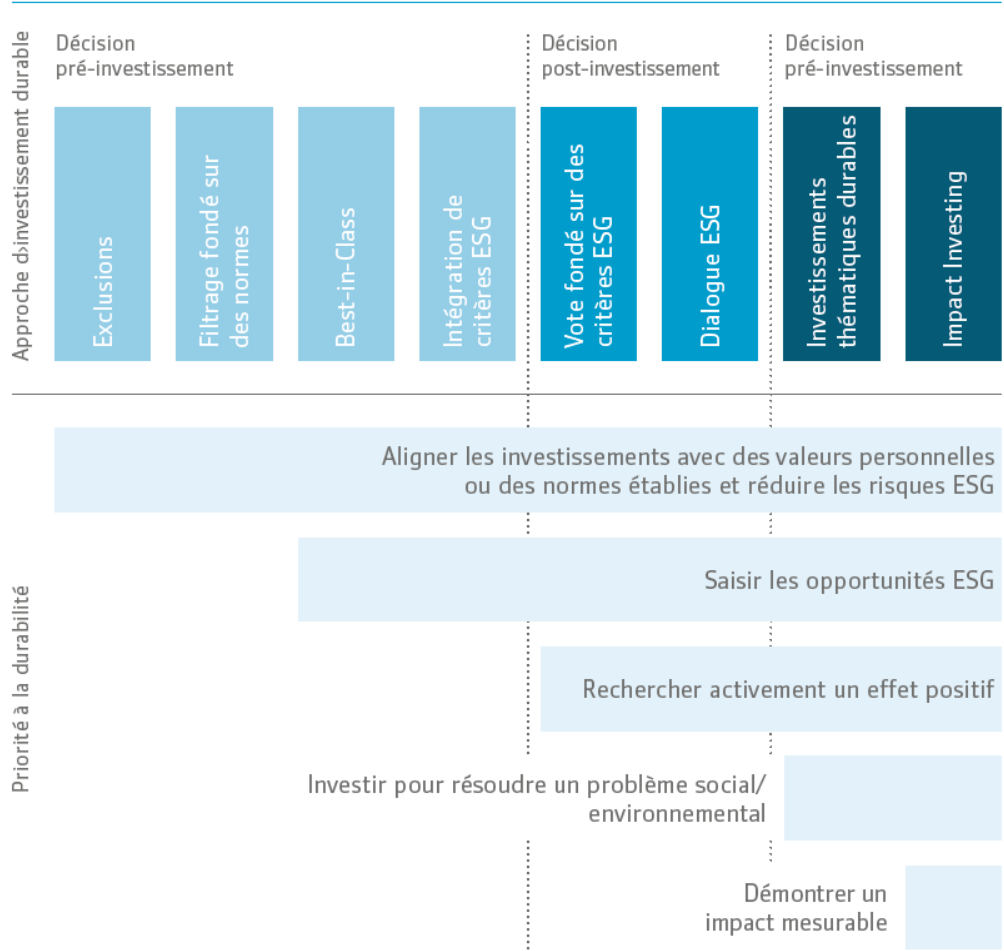 Approche d'investissement durable
Décision
pré-investissement
Décision
post-investissement
Décision
pré-investissement
Exclusions
Filtrage fondé sur
des normes
Best-in-Class
Intégration de
critères ESG
Vote fondé sur des
critères ESG
Dialogue ESG
Investissements
thématiques durables
Impact Investing
Priorité à la durabilité
Aligner les investissements avec des valeurs personnelles
ou des normes établies et réduire les risques ESG
Saisir les opportunités ESG
Rechercher activement un effet positif
Investir pour résoudre un problème social/
environnemental
Démontrer un
impact mesurable